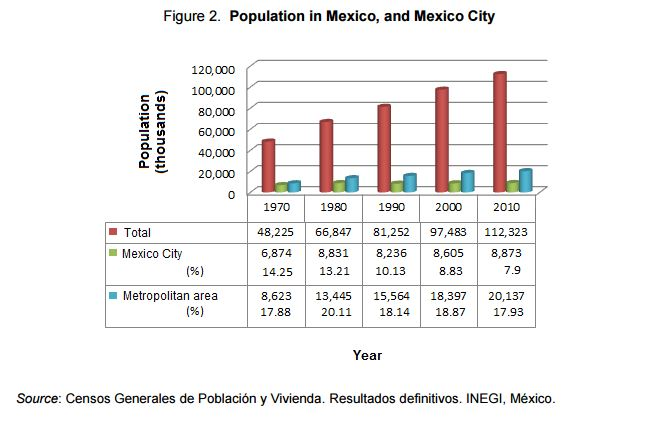 Figure 2. Population in Mexico, and Mexico City
Population
(thousands)
120,000
100,000
80,000
60,000
40,000
20,000
0
1970 1980 1990 2000 2010
Total 48,225 66,847 81,252 97,483 112,323
Mexico City 6,874 8,831 8,236 8,605 8,873
(%) 14.25 13.21 10.13 8.83 7.9
Metropolitan area 8,623 13,445 15,564 18,397 20,137
(%) 17.88 20.11 18.14 18.87 17.93
Year
Source: Censos Generales de Población y Vivienda. Resultados definitivos. INEGI, México.